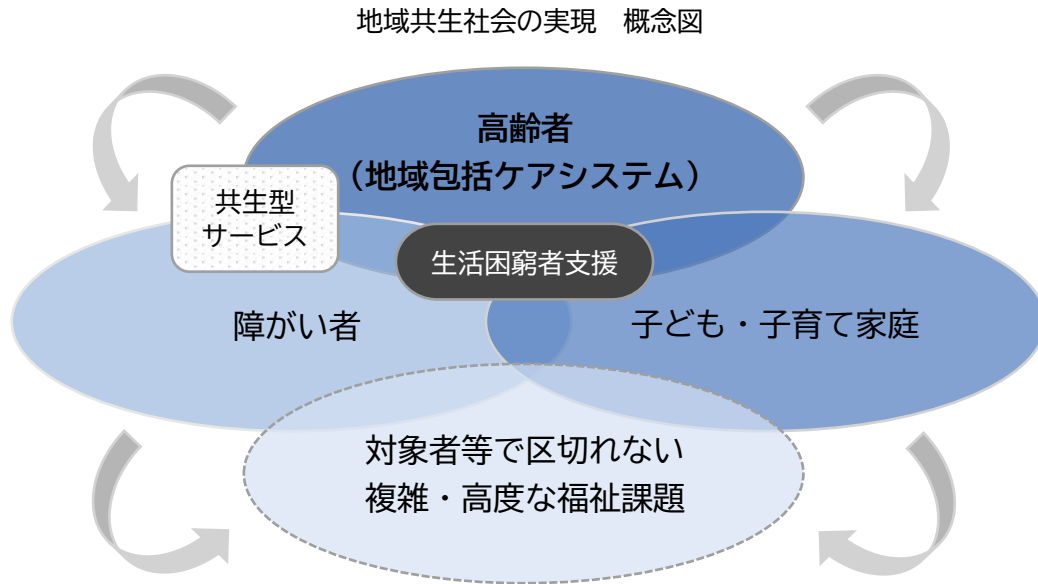 地域共生社会の実現　概念図
高齢者
（地域包括ケアシステム）
共生型
サービス
生活困窮者支援
障がい者
子ども・子育て家庭
対象者等で区切れない
複雑・高度な福祉課題